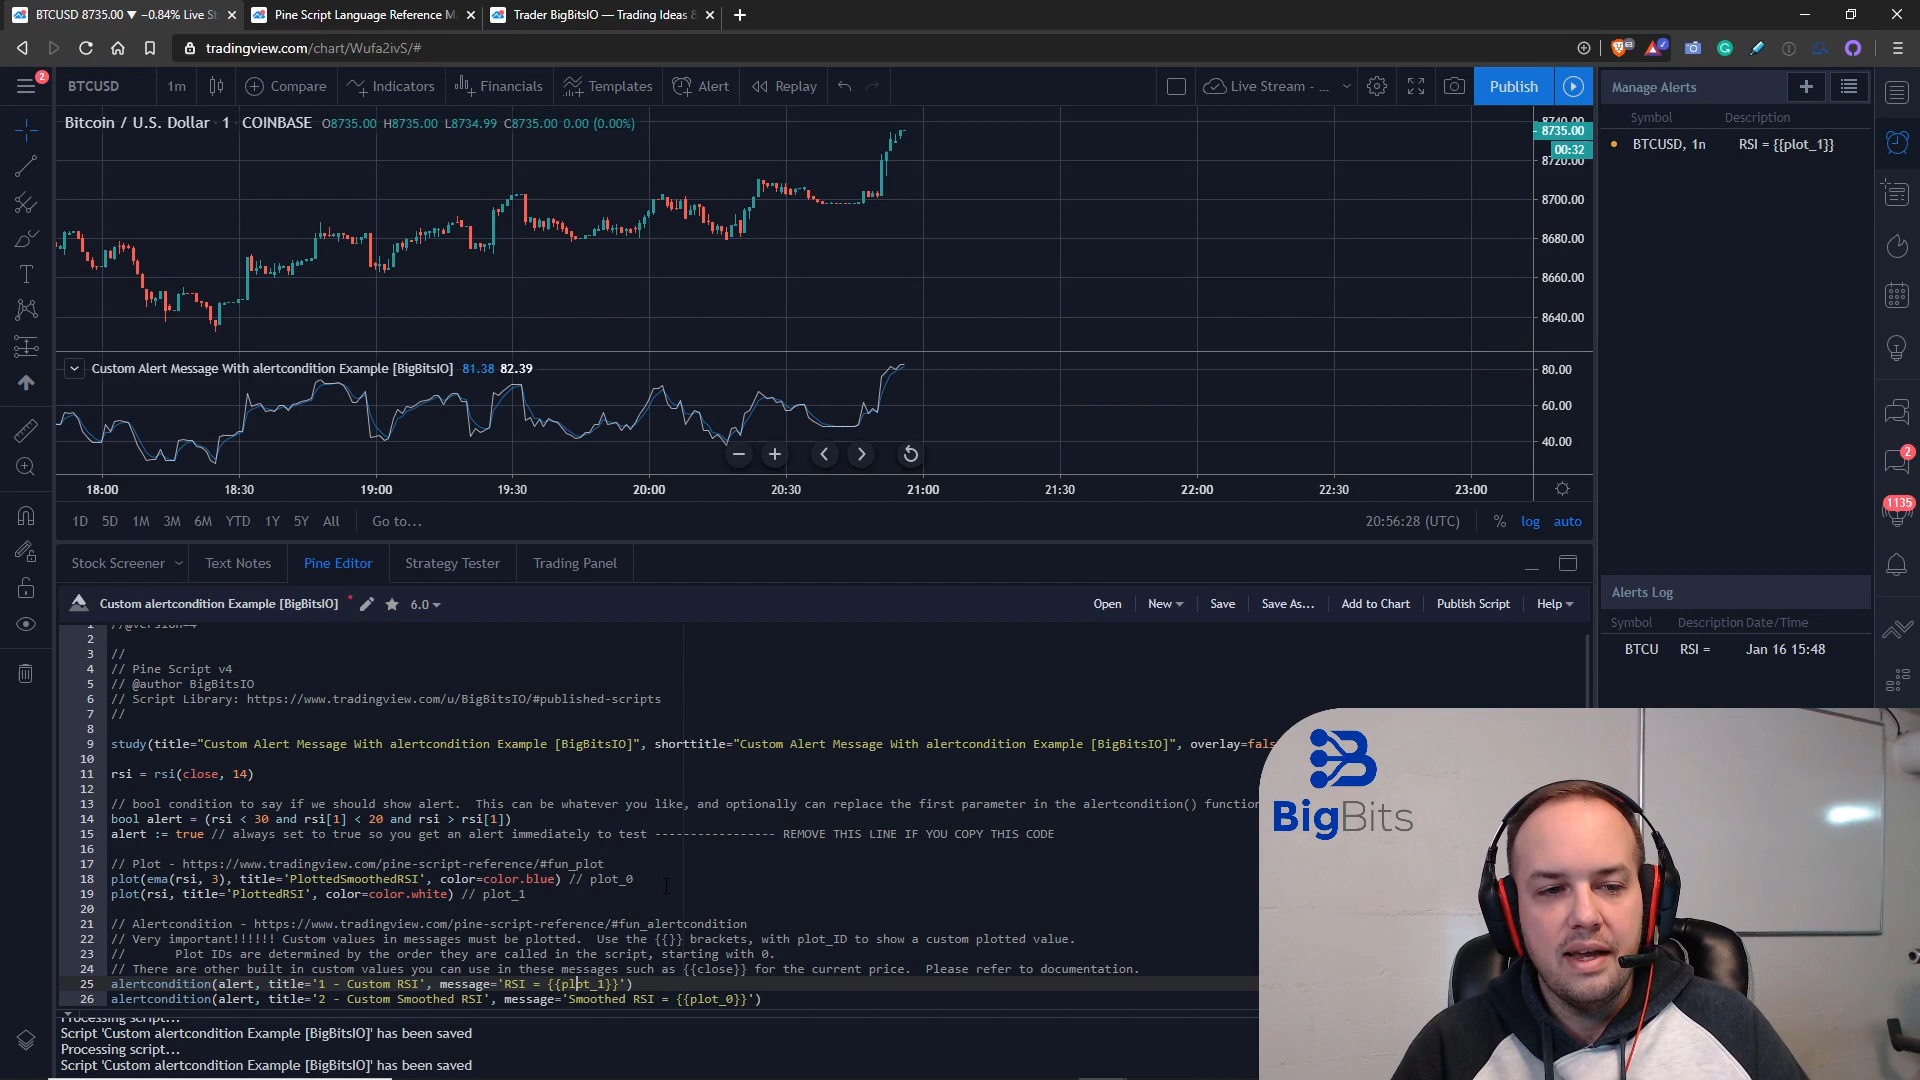 BTCUSD 8735.00 ▼ −0.84% Live St
Pine Script Language Reference M
Trader BigBitsIO — Trading Ideas &
tradingview.com/chart/Wufa2ivS/#
63
2
BTCUSD
1m
Compare
Indicators
Financials
Templates
Alert
Replay
Live Stream - ...
Publish
Manage Alerts
Symbol
Description
BTCUSD, 1n
RSI = {{plot_1}}
Bitcoin / U.S. Dollar · 1 · COINBASE O8735.00 H8735.00 L8734.99 C8735.00 0.00 (0.00%)
8740.00
8735.00
00:32
8720.00
8700.00
8680.00
8660.00
8640.00
Custom Alert Message With alertcondition Example [BigBitsIO] 81.38 82.39
80.00
60.00
40.00
18:00
18:30
19:00
19:30
20:00
20:30
21:00
21:30
22:00
22:30
23:00
1D 5D 1M 3M 6M YTD 1Y 5Y All
Go to...
20:56:28 (UTC)
%
log
auto
2
1135
Stock Screener
Text Notes
Pine Editor
Strategy Tester
Trading Panel
Custom alertcondition Example [BigBitsIO] *
6.0
Open
New
Save
Save As...
Add to Chart
Publish Script
Help
Alerts Log
Symbol
Description
Date/Time
BTCU
RSI =
Jan 16 15:48
1 //@version=4
2
3 //
4 // Pine Script v4
5 // @author BigBitsIO
6 // Script Library: https://www.tradingview.com/u/BigBitsIO/#published-scripts
7 //
8
9 study(title="Custom Alert Message With alertcondition Example [BigBitsIO]", shorttitle="Custom Alert Message With alertcondition Example [BigBitsIO]", overlay=fals
10
11 rsi = rsi(close, 14)
12
13 // bool condition to say if we should show alert.  This can be whatever you like, and optionally can replace the first parameter in the alertcondition() function
14 bool alert = (rsi < 30 and rsi[1] < 20 and rsi > rsi[1])
15 alert := true // always set to true so you get an alert immediately to test ----------------- REMOVE THIS LINE IF YOU COPY THIS CODE
16
17 // Plot - https://www.tradingview.com/pine-script-reference/#fun_plot
18 plot(ema(rsi, 3), title='PlottedSmoothedRSI', color=color.blue) // plot_0
19 plot(rsi, title='PlottedRSI', color=color.white) // plot_1
20
21 // Alertcondition - https://www.tradingview.com/pine-script-reference/#fun_alertcondition
22 // Very important!!!!!! Custom values in messages must be plotted.  Use the {{}} brackets, with plot_ID to show a custom plotted value.
23 //       Plot IDs are determined by the order they are called in the script, starting with 0.
24 // There are other built in custom values you can use in these messages such as {{close}} for the current price.  Please refer to documentation.
25 alertcondition(alert, title='1 - Custom RSI', message='RSI = {{plot_1}}')
26 alertcondition(alert, title='2 - Custom Smoothed RSI', message='Smoothed RSI = {{plot_0}}')
Processing script...
Script 'Custom alertcondition Example [BigBitsIO]' has been saved
Processing script...
Script 'Custom alertcondition Example [BigBitsIO]' has been saved
BigBits